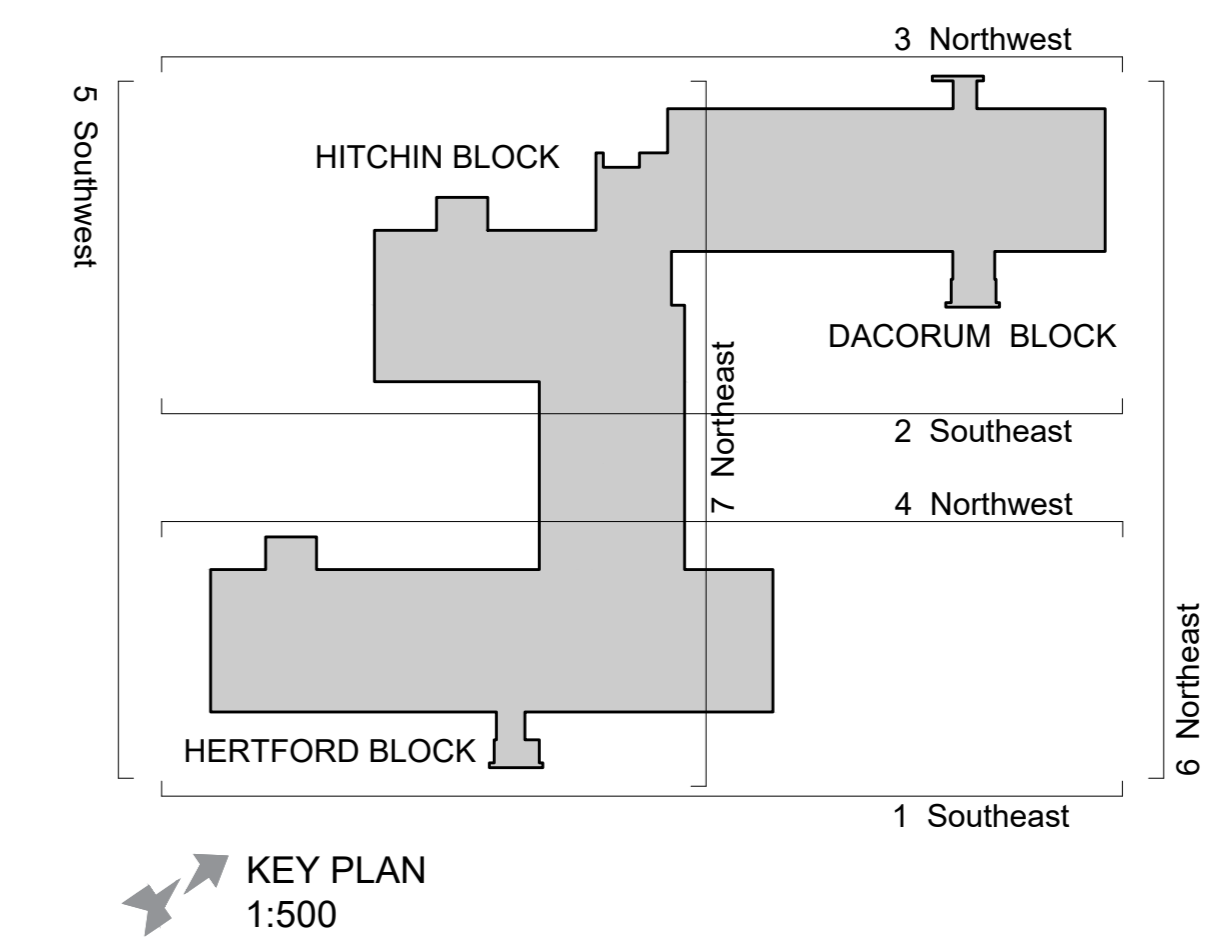 3 Northwest
5 Southwest
HITCHIN BLOCK
DACORUM BLOCK
7 Northeast
2 Southeast
4 Northwest
6 Northeast
HERTFORD BLOCK
1 Southeast
KEY PLAN
1:500